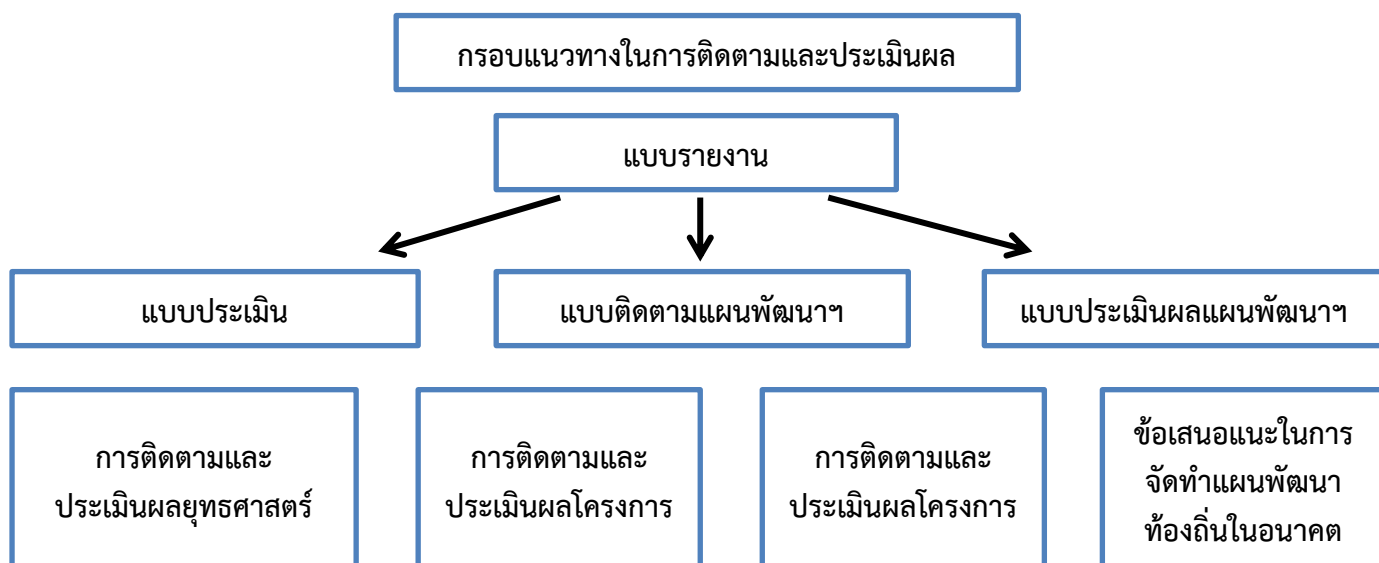 กรอบแนวทางในการติดตามและประเมินผล
แบบรายงาน
แบบประเมิน
แบบติดตามแผนพัฒนาฯ
แบบประเมินผลแผนพัฒนาฯ
การติดตามและ
ประเมินผลยุทธศาสตร์
การติดตามและ
ประเมินผลโครงการ
การติดตามและ
ประเมินผลโครงการ
ข้อเสนอแนะในการ
จัดทำแผนพัฒนา
ท้องถิ่นในอนาคต